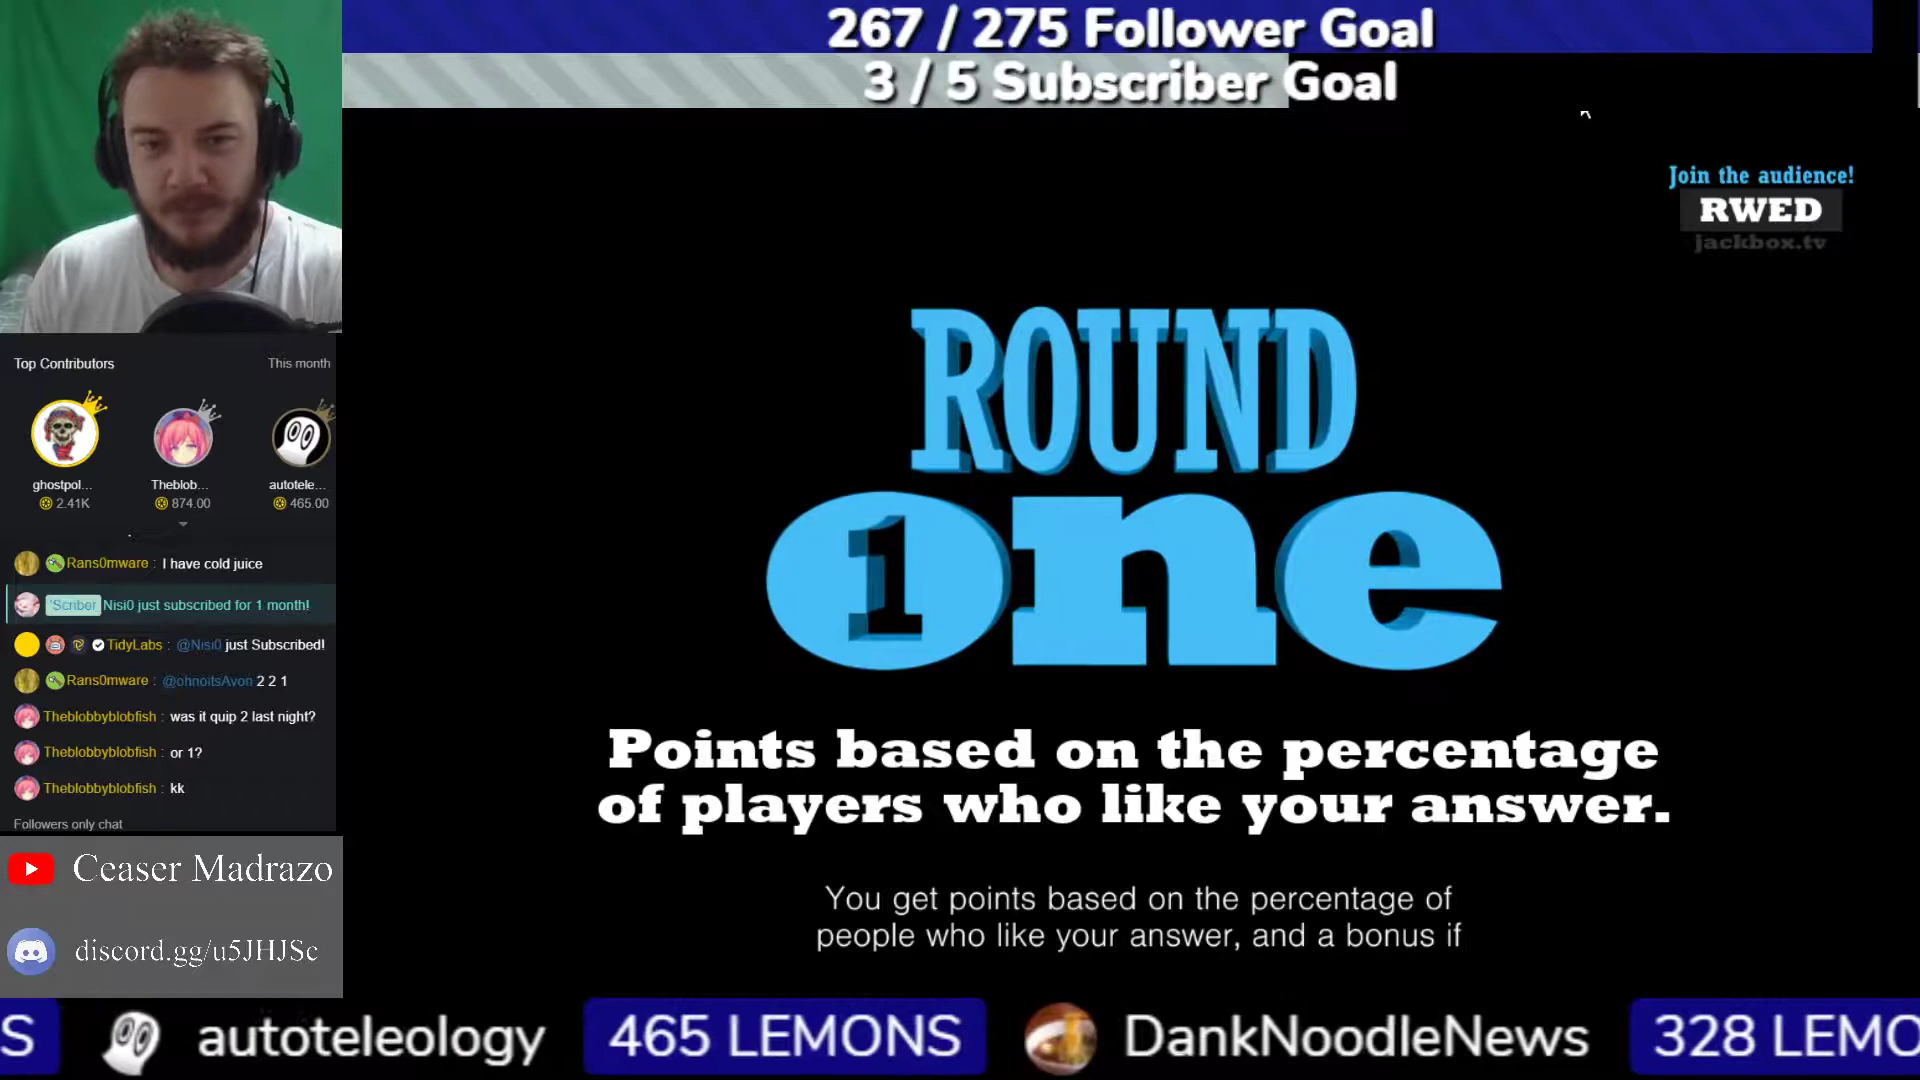 267 / 275 Follower Goal
3 / 5 Subscriber Goal
Join the audience!
RWED
jackbox.tv
ROUND
1
One
Points based on the percentage
of players who like your answer.
You get points based on the percentage of
people who like your answer, and a bonus if
Top Contributors
This month
ghostpol...
2.41K
Theblob...
874.00
autotele...
465.00
Rans0mware : I have cold juice
'Scriber Nisi0 just subscribed for 1 month!
TidyLabs : @Nisi0 just Subscribed!
Rans0mware : @ohnoitsAvon 2 2 1
Theblobbyblobfish : was it quip 2 last night?
Theblobbyblobfish : or 1?
Theblobbyblobfish : kk
Followers only chat
Ceaser Madrazo
discord.gg/u5JHJSc
S autoteleology 465 LEMONS DankNoodleNews 328 LEMO